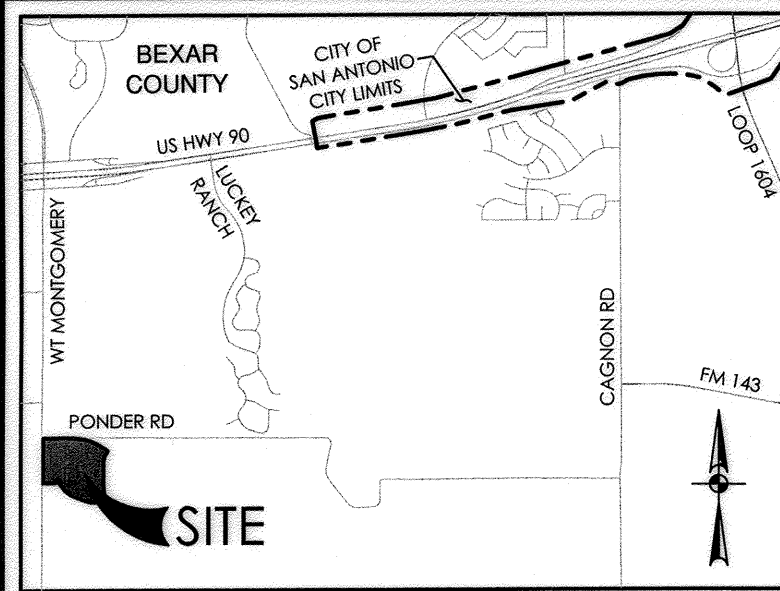 BEXAR
COUNTY
CITY OF
SAN ANTONIO
CITY LIMITS
US HWY 90
LUCKEY
RANCH
LOOP 1604
WT MONTGOMERY
CAGNON RD
FM 143
PONDER RD
SITE